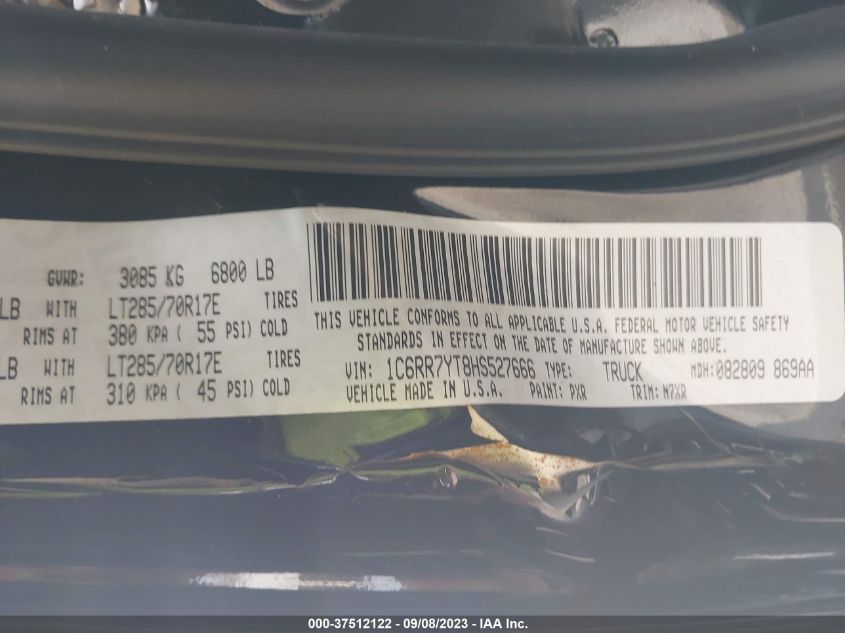 GVWR: 3085 KG 6800 LB
LB WITH LT285/70R17E TIRES
RIMS AT 380 KPA ( 55 PSI) COLD
LB WITH LT285/70R17E TIRES
RIMS AT 310 KPA ( 45 PSI) COLD
THIS VEHICLE CONFORMS TO ALL APPLICABLE U.S.A. FEDERAL MOTOR VEHICLE SAFETY
STANDARDS IN EFFECT ON THE DATE OF MANUFACTURE SHOWN ABOVE.
VIN: 1C6RR7YT8HS527666 TYPE: TRUCK MDH:082809 869AA
VEHICLE MADE IN U.S.A. PAINT: PXR TRIM: N7XR
000-37512122 - 09/08/2023 - IAA, Inc.